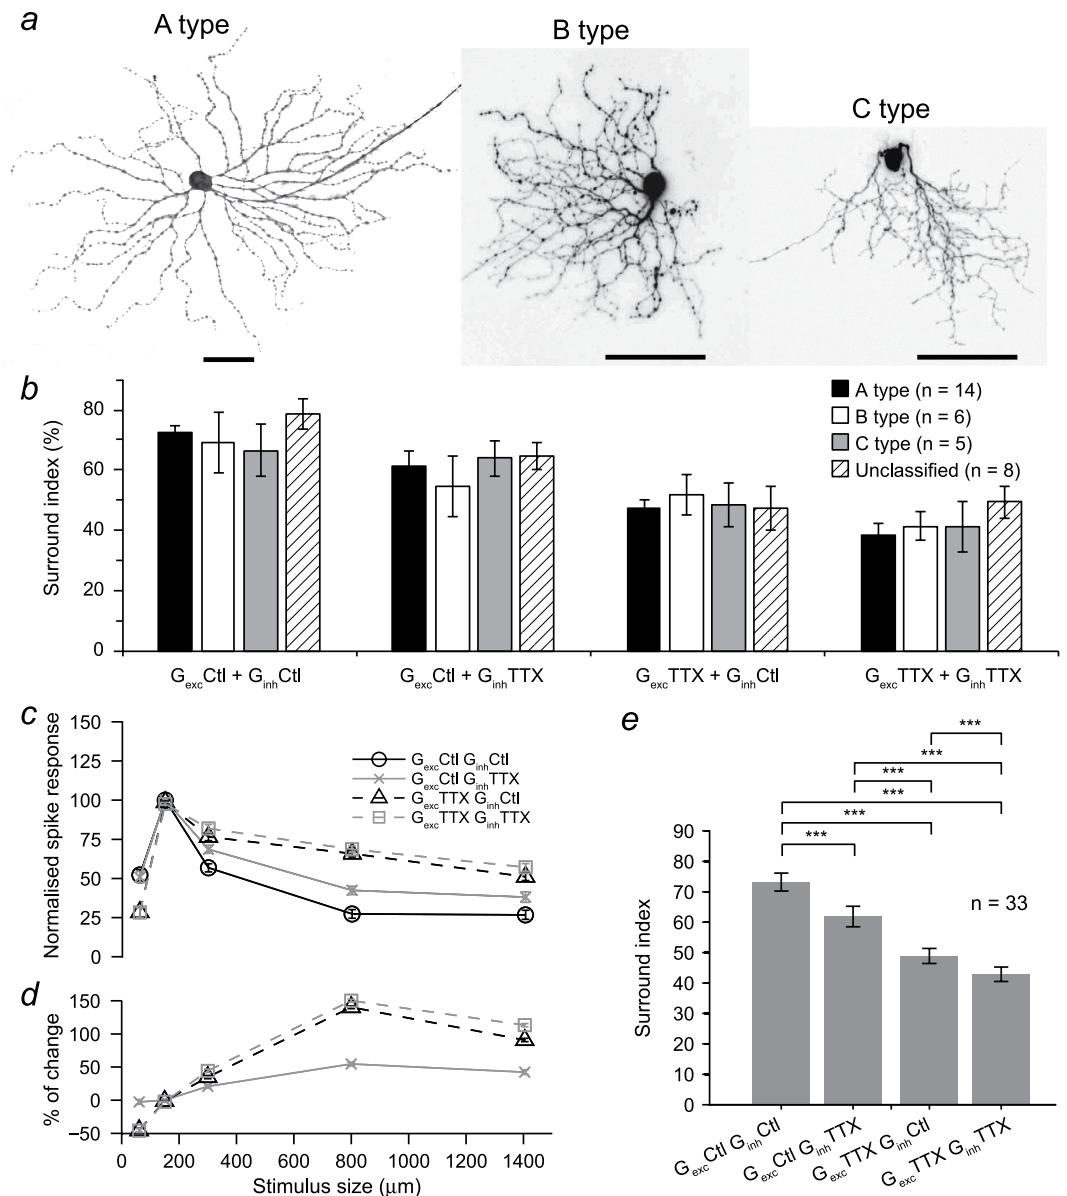 a
A type
B type
C type
b
Surround index (%)
80
60
40
20
0
A type (n = 14)
B type (n = 6)
C type (n = 5)
Unclassified (n = 8)
GexcCtl + GinhCtl
GexcCtl + GinhTTX
GexcTTX + GinhCtl
GexcTTX + GinhTTX
c
Normalised spike response
150
125
100
75
50
25
0
GexcCtl GinhCtl
GexcCtl GinhTTX
GexcTTX GinhCtl
GexcTTX GinhTTX
d
% of change
150
100
50
0
–50
0 200 400 600 800 1000 1200 1400
Stimulus size (µm)
e
***
***
***
***
***
***
Surround index
90
80
70
60
50
40
30
20
10
0
n = 33
GexcCtl GinhCtl
GexcCtl GinhTTX
GexcTTX GinhCtl
GexcTTX GinhTTX